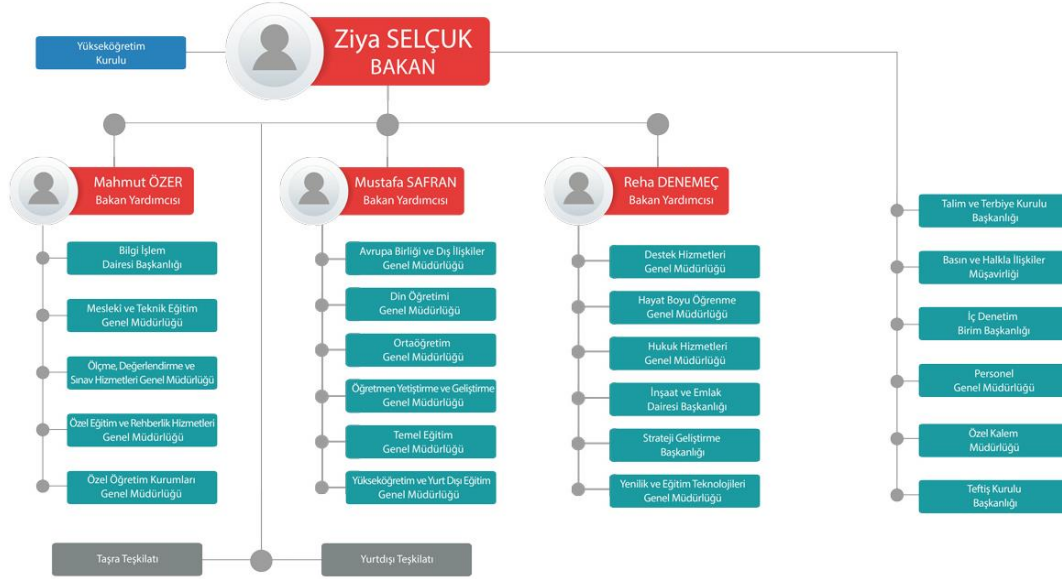 Yükseköğretim
Kurulu
Ziya SELÇUK
BAKAN
Mahmut ÖZER
Bakan Yardımcısı
Bilgi İşlem
Dairesi Başkanlığı
Mesleki ve Teknik Eğitim
Genel Müdürlüğü
Ölçme, Değerlendirme ve
Sınav Hizmetleri Genel Müdürlüğü
Özel Eğitim ve Rehberlik Hizmetleri
Genel Müdürlüğü
Özel Öğretim Kurumları
Genel Müdürlüğü
Mustafa SAFRAN
Bakan Yardımcısı
Avrupa Birliği ve Dış İlişkiler
Genel Müdürlüğü
Din Öğretimi
Genel Müdürlüğü
Ortaöğretim
Genel Müdürlüğü
Öğretmen Yetiştirme ve Geliştirme
Genel Müdürlüğü
Temel Eğitim
Genel Müdürlüğü
Yükseköğretim ve Yurt Dışı Eğitim
Genel Müdürlüğü
Reha DENEMEÇ
Bakan Yardımcısı
Destek Hizmetleri
Genel Müdürlüğü
Hayat Boyu Öğrenme
Genel Müdürlüğü
Hukuk Hizmetleri
Genel Müdürlüğü
İnşaat ve Emlak
Dairesi Başkanlığı
Strateji Geliştirme
Başkanlığı
Yenilik ve Eğitim Teknolojileri
Genel Müdürlüğü
Talim ve Terbiye Kurulu
Başkanlığı
Basın ve Halkla İlişkiler
Müşavirliği
İç Denetim
Birim Başkanlığı
Personel
Genel Müdürlüğü
Özel Kalem
Müdürlüğü
Teftiş Kurulu
Başkanlığı
Taşra Teşkilatı
Yurtdışı Teşkilatı